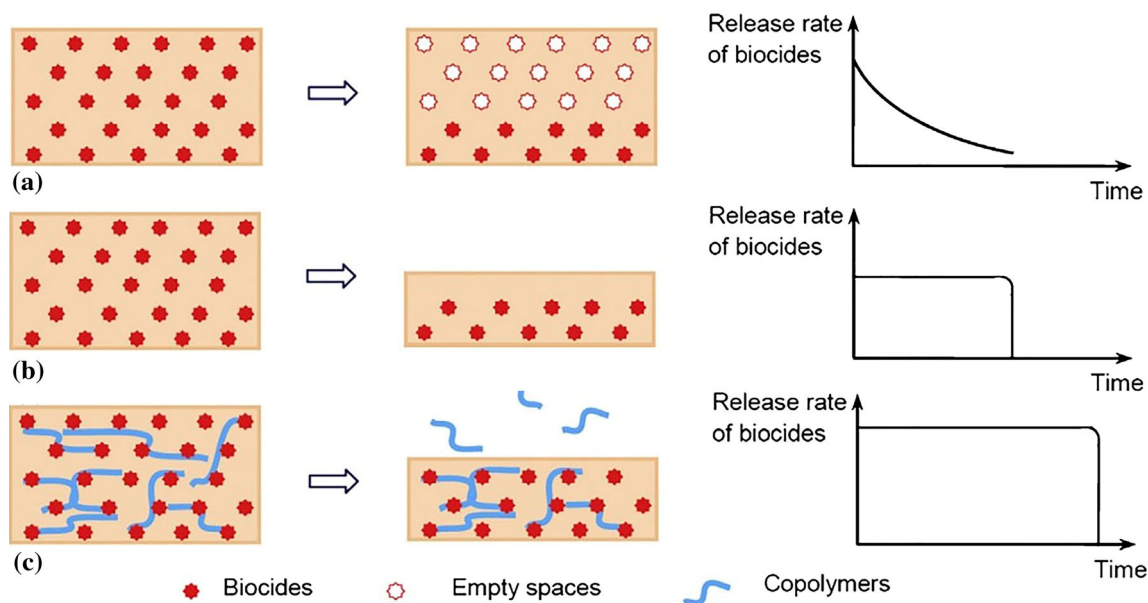 Release rate
of biocides
Time
(a)
Release rate
of biocides
Time
(b)
Release rate
of biocides
Time
(c)
Biocides
Empty spaces
Copolymers